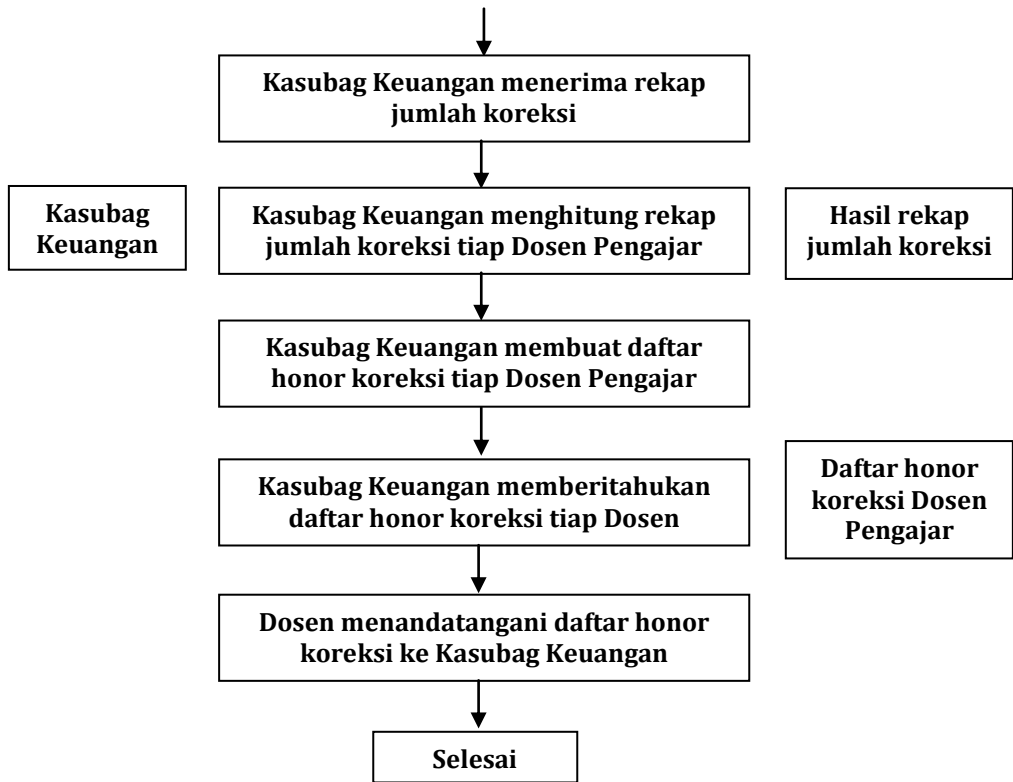 Kasubag Keuangan menerima rekap
jumlah koreksi
Kasubag
Keuangan
Kasubag Keuangan menghitung rekap
jumlah koreksi tiap Dosen Pengajar
Hasil rekap
jumlah koreksi
Kasubag Keuangan membuat daftar
honor koreksi tiap Dosen Pengajar
Kasubag Keuangan memberitahukan
daftar honor koreksi tiap Dosen
Daftar honor
koreksi Dosen
Pengajar
Dosen menandatangani daftar honor
koreksi ke Kasubag Keuangan
Selesai